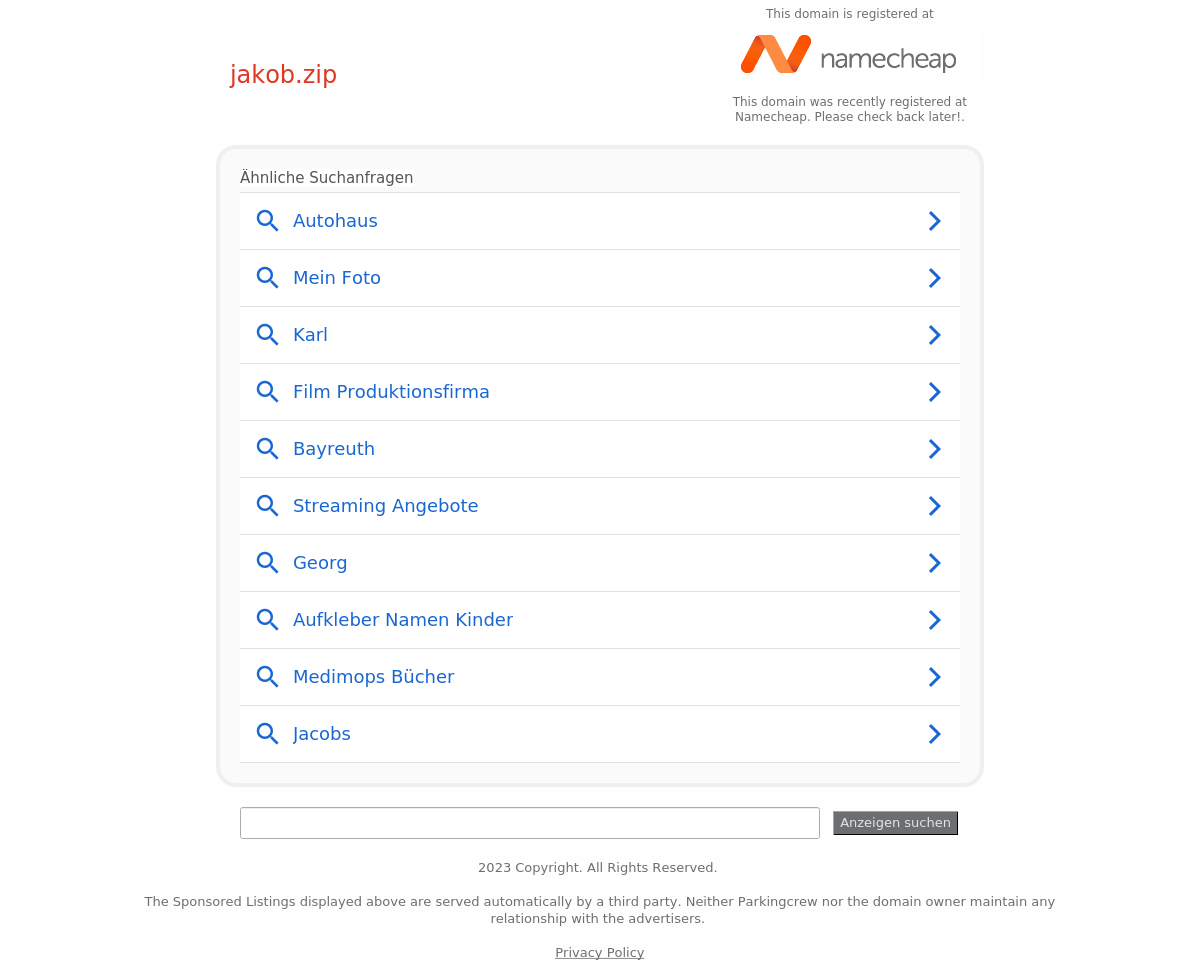 This domain is registered at
namecheap
jakob.zip
This domain was recently registered at
Namecheap. Please check back later!.
Ähnliche Suchanfragen
Autohaus
Mein Foto
Karl
Film Produktionsfirma
Bayreuth
Streaming Angebote
Georg
Aufkleber Namen Kinder
Medimops Bücher
Jacobs
Anzeigen suchen
2023 Copyright. All Rights Reserved.
The Sponsored Listings displayed above are served automatically by a third party. Neither Parkingcrew nor the domain owner maintain any
relationship with the advertisers.
Privacy Policy